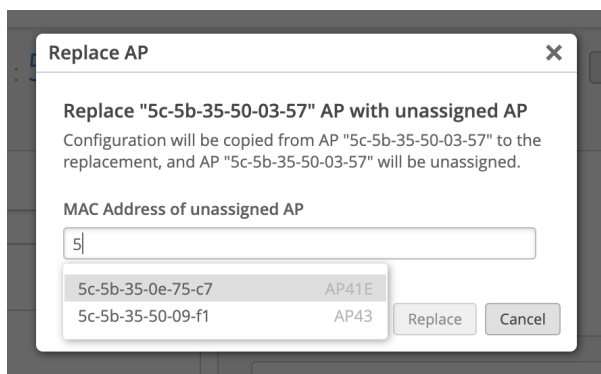 Replace AP
Replace "5c-5b-35-50-03-57" AP with unassigned AP
Configuration will be copied from AP "5c-5b-35-50-03-57" to the
replacement, and AP "5c-5b-35-50-03-57" will be unassigned.
MAC Address of unassigned AP
5
5c-5b-35-0e-75-c7 AP41E
5c-5b-35-50-09-f1 AP43
Replace Cancel